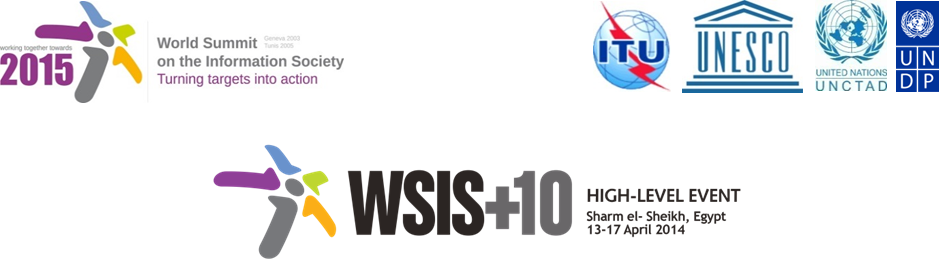 working together towards
2015
World Summit
on the Information Society
Geneva 2003
Tunis 2005
Turning targets into action
ITU
UNESCO
UNITED NATIONS
UNCTAD
U N
D P
WSIS+10
HIGH-LEVEL EVENT
Sharm el- Sheikh, Egypt
13-17 April 2014